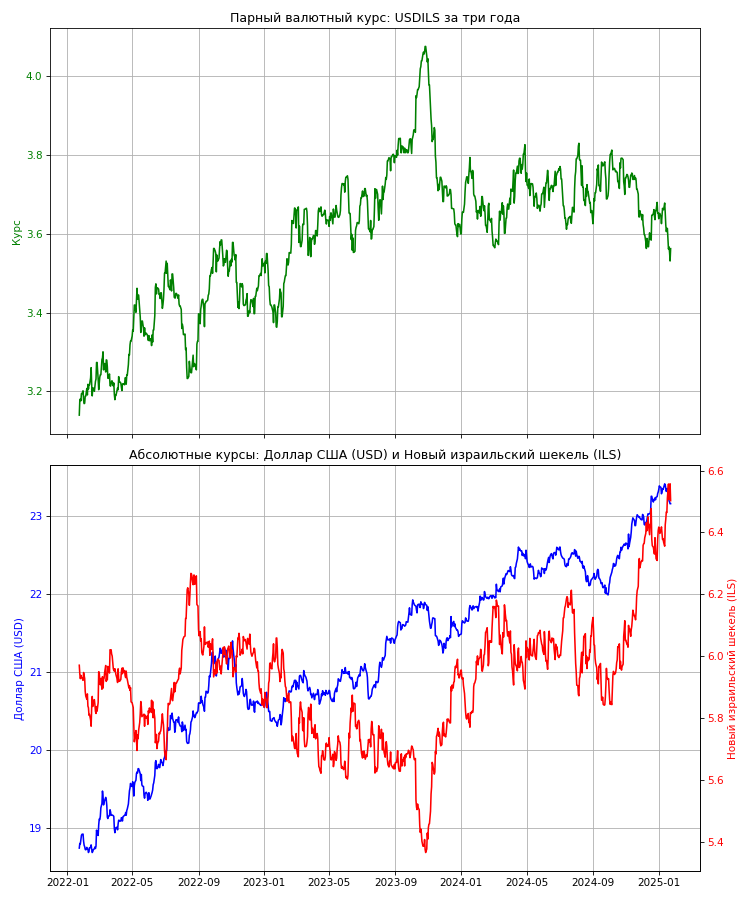 Парный валютный курс: USDILS за три года
4.0
3.8
3.6
3.4
3.2
Курс
Абсолютные курсы: Доллар США (USD) и Новый израильский шекель (ILS)
23
22
21
20
19
Доллар США (USD)
6.6
6.4
6.2
6.0
5.8
5.6
5.4
Новый израильский шекель (ILS)
2022-01 2022-05 2022-09 2023-01 2023-05 2023-09 2024-01 2024-05 2024-09 2025-01